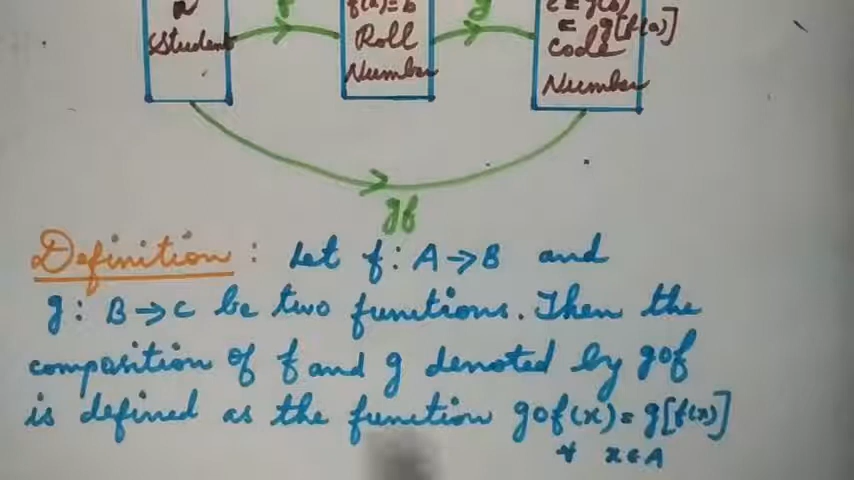 f(a)=b
g[f(a)]
Student
Roll
Code
Number
Number
gf
Definition : Let f: A→B and
g: B→C be two functions. Then the
composition of f and g denoted by gof
is defined as the function gof(x)= g[f(x)]
∀ x∈A